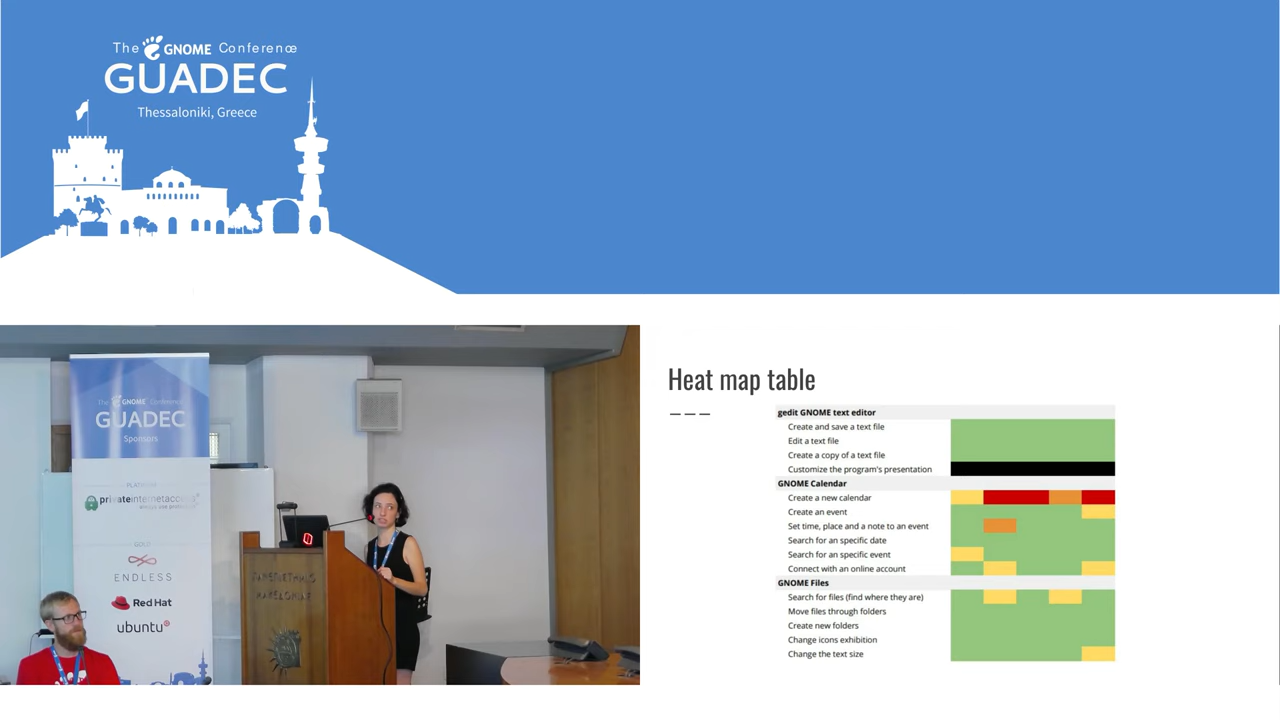 The GNOME Conference
GUADEC
Thessaloniki, Greece
The GNOME Conference
GUADEC
Sponsors
PLATINUM
privateinternetaccess
always use protection
GOLD
ENDLESS
Red Hat
ubuntu
ΠΑΝΕΠΙΣΤΗΜΙΟ
ΜΑΚΕΔΟΝΙΑΣ
Heat map table
gedit GNOME text editor
Create and save a text file
Edit a text file
Create a copy of a text file
Customize the program's presentation
GNOME Calendar
Create a new calendar
Create an event
Set time, place and a note to an event
Search for an specific date
Search for an specific event
Connect with an online account
GNOME Files
Search for files (find where they are)
Move files through folders
Create new folders
Change icons exhibition
Change the text size